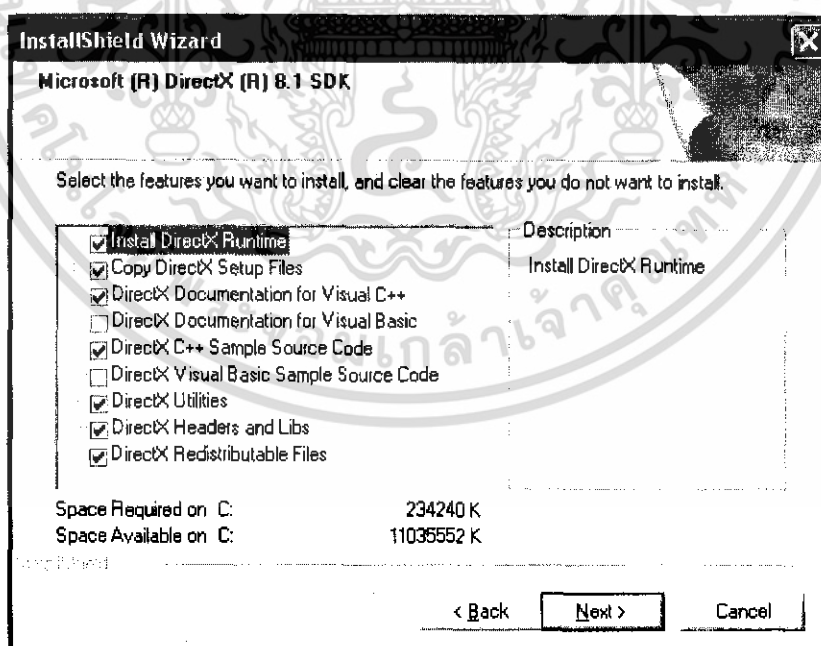 InstallShield Wizard
Microsoft (R) DirectX (R) 8.1 SDK
Select the features you want to install, and clear the features you do not want to install.
Install DirectX Runtime
Copy DirectX Setup Files
DirectX Documentation for Visual C++
DirectX Documentation for Visual Basic
DirectX C++ Sample Source Code
DirectX Visual Basic Sample Source Code
DirectX Utilities
DirectX Headers and Libs
DirectX Redistributable Files
Description
Install DirectX Runtime
Space Required on C: 234240 K
Space Available on C: 11035552 K
InstallShield
< Back Next > Cancel